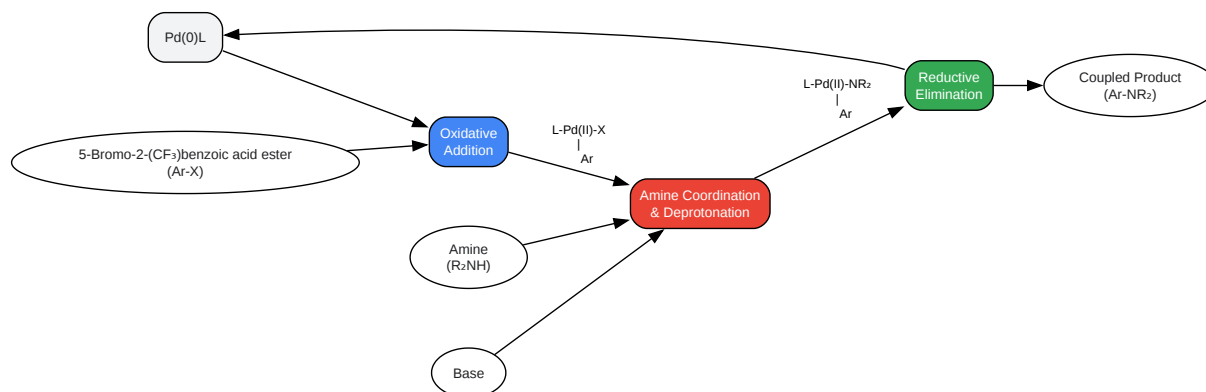 Pd(0)L
5-Bromo-2-(CF₃)benzoic acid ester
(Ar-X)
Oxidative
Addition
L-Pd(II)-X
|
Ar
Amine
(R₂NH)
Base
Amine Coordination
& Deprotonation
L-Pd(II)-NR₂
|
Ar
Reductive
Elimination
Coupled Product
(Ar-NR₂)